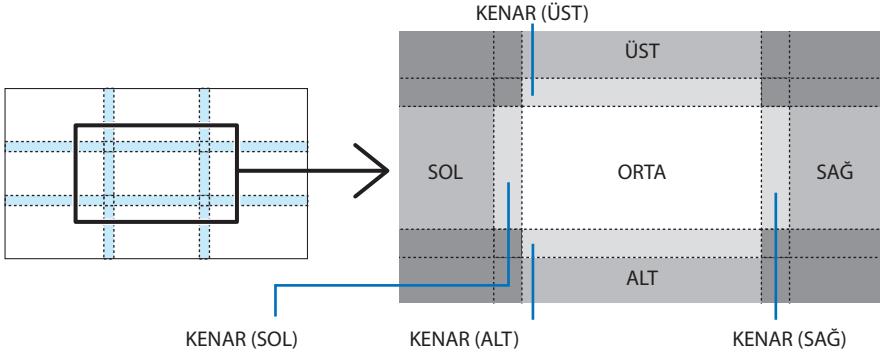 KENAR (ÜST)
ÜST
SOL
ORTA
SAĞ
ALT
KENAR (SOL)
KENAR (ALT)
KENAR (SAĞ)